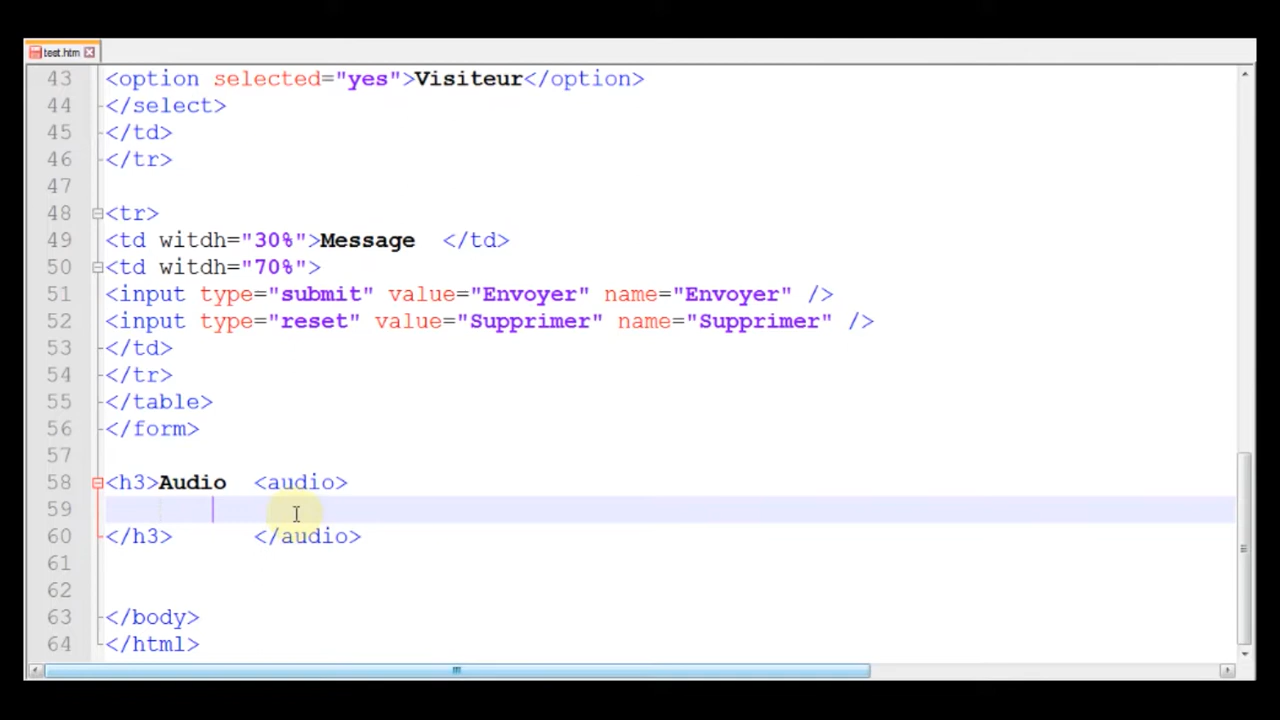 test.htm
43 <option selected="yes">Visiteur</option>
44 </select>
45 </td>
46 </tr>
47
48 <tr>
49 <td witdh="30%">Message  </td>
50 <td witdh="70%">
51 <input type="submit" value="Envoyer" name="Envoyer" />
52 <input type="reset" value="Supprimer" name="Supprimer" />
53 </td>
54 </tr>
55 </table>
56 </form>
57
58 <h3>Audio  <audio>
59
60 </h3>      </audio>
61
62
63 </body>
64 </html>